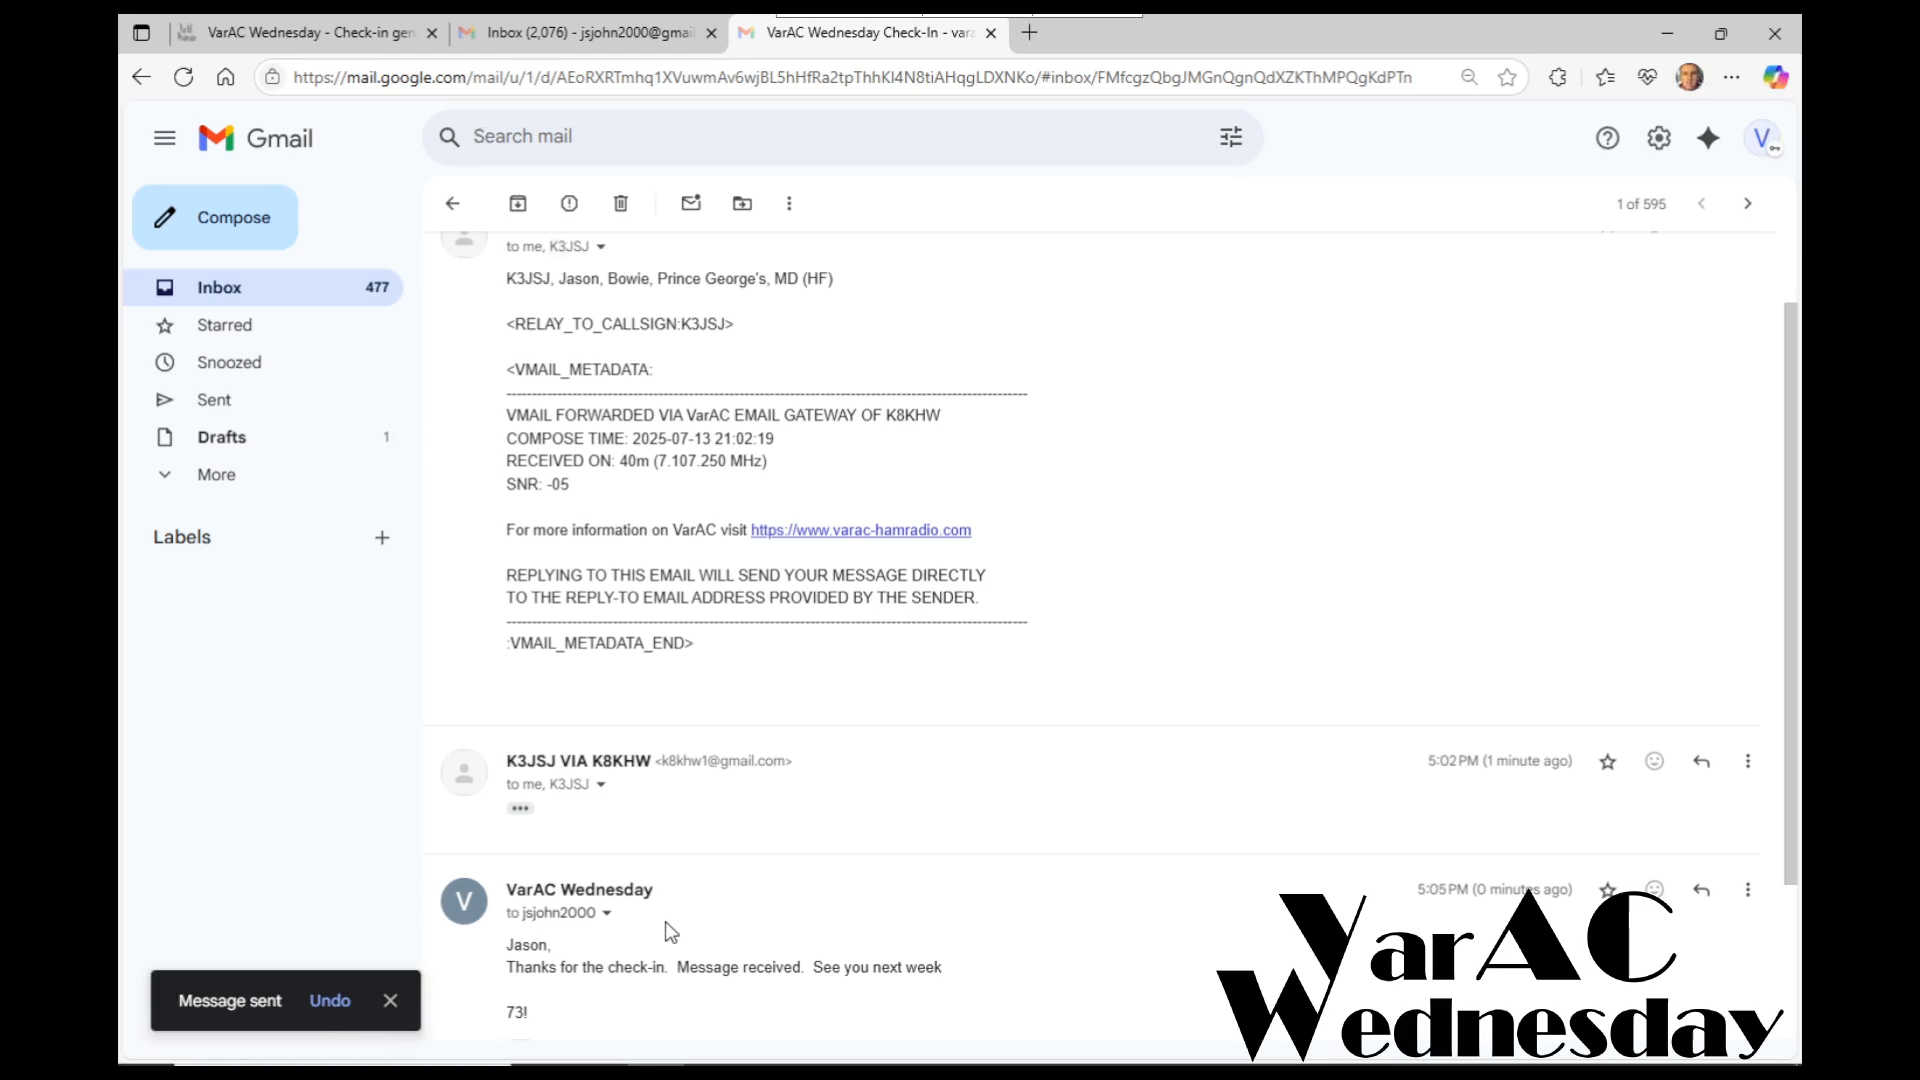 VarAC Wednesday - Check-in gen
Inbox (2,076) - jsjohn2000@gmail
VarAC Wednesday Check-In - vara
https://mail.google.com/mail/u/1/d/AEoRXRTmhq1XVuwmAv6wjBL5hHfRa2tpThhKI4N8tiAHqgLDXNKo/#inbox/FMfcgzQbgJMGnQgnQdXZKThMPQgKdPTn
Gmail
Search mail
V
Compose
1 of 595
Inbox 477
Starred
Snoozed
Sent
Drafts 1
More
Labels
to me, K3JSJ
K3JSJ, Jason, Bowie, Prince George's, MD (HF)
<RELAY_TO_CALLSIGN:K3JSJ>
<VMAIL_METADATA:
--------------------------------------------------------------------------------------------------------
VMAIL FORWARDED VIA VarAC EMAIL GATEWAY OF K8KHW
COMPOSE TIME: 2025-07-13 21:02:19
RECEIVED ON: 40m (7.107.250 MHz)
SNR: -05
For more information on VarAC visit https://www.varac-hamradio.com
REPLYING TO THIS EMAIL WILL SEND YOUR MESSAGE DIRECTLY
TO THE REPLY-TO EMAIL ADDRESS PROVIDED BY THE SENDER.
--------------------------------------------------------------------------------------------------------
:VMAIL_METADATA_END>
K3JSJ VIA K8KHW <k8khw1@gmail.com> 5:02 PM (1 minute ago)
to me, K3JSJ
V
VarAC Wednesday 5:05 PM (0 minutes ago)
to jsjohn2000
Jason,
Thanks for the check-in.  Message received.  See you next week
73!
Message sent Undo
VarAC
Wednesday